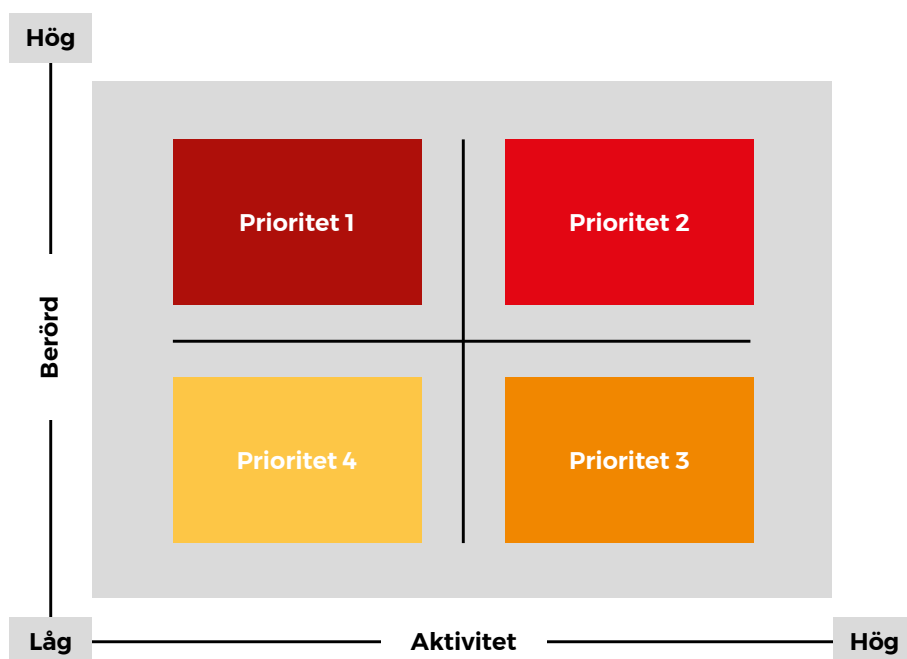 Hög
Prioritet 1
Prioritet 2
Berörd
Prioritet 4
Prioritet 3
Låg
Aktivitet
Hög